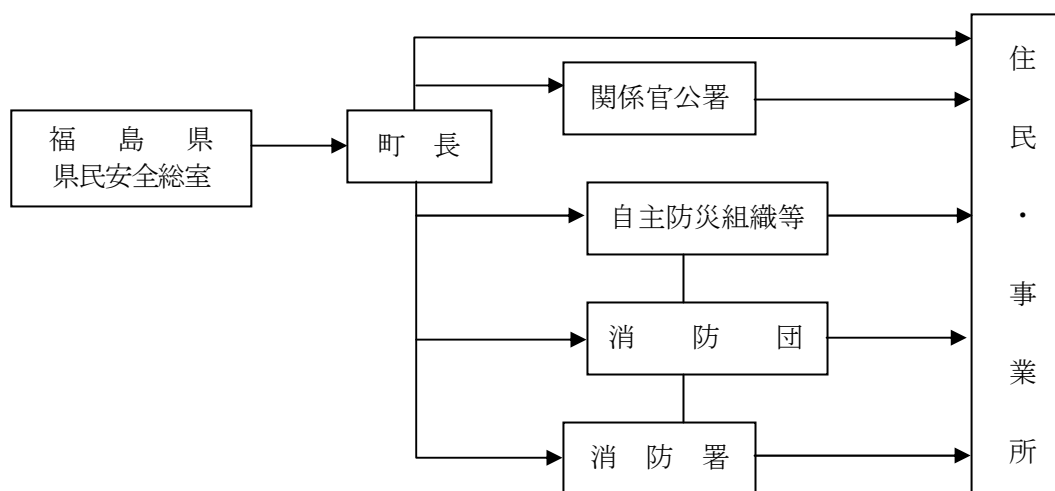 福島県
県民安全総室
町長
関係官公署
自主防災組織等
消防団
消防署
住民・事業所